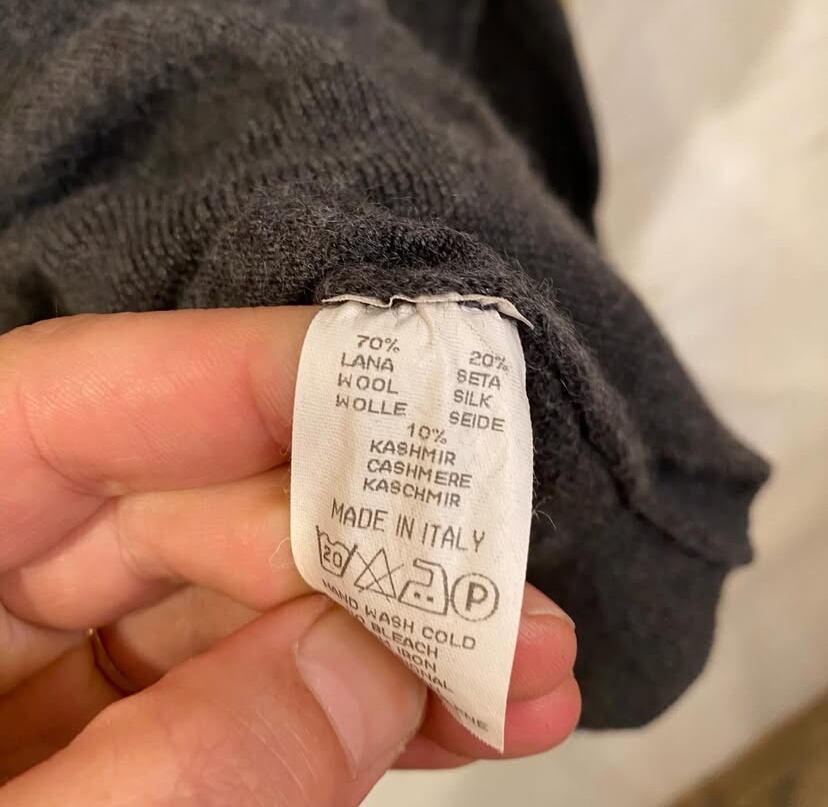 70%
LANA
WOOL
WOLLE
20%
SETA
SILK
SEIDE
10%
KASHMIR
CASHMERE
KASCHMIR
MADE IN ITALY
20
P
HAND WASH COLD
BLEACH
IRON